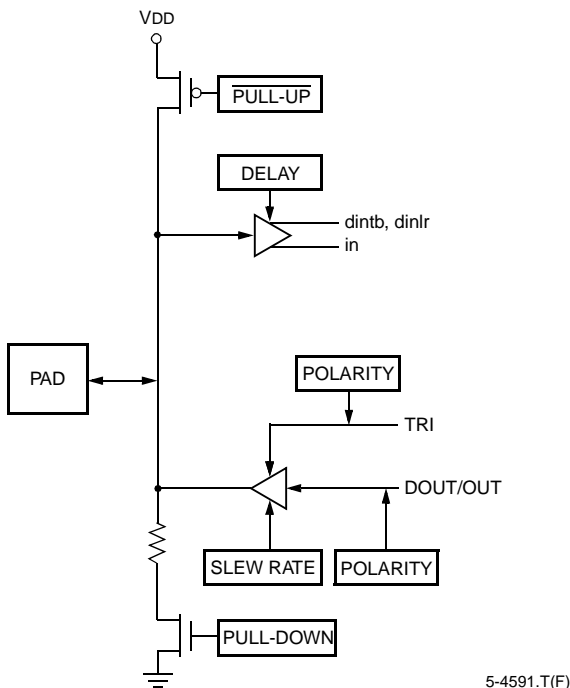 VDD
PULL-UP
DELAY
dintb, dinlr
in
PAD
POLARITY
TRI
DOUT/OUT
SLEW RATE
POLARITY
PULL-DOWN
5-4591.T(F)